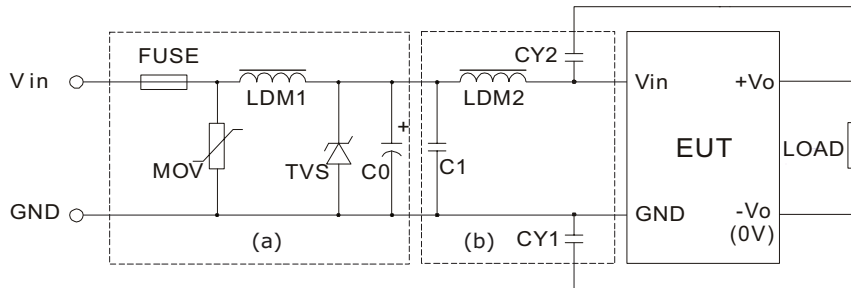 FUSE
CY2
Vin
LDM1
LDM2
Vin
+Vo
MOV
TVS
+
C0
C1
EUT
LOAD
GND
GND
-Vo
(0V)
(a)
(b)
CY1